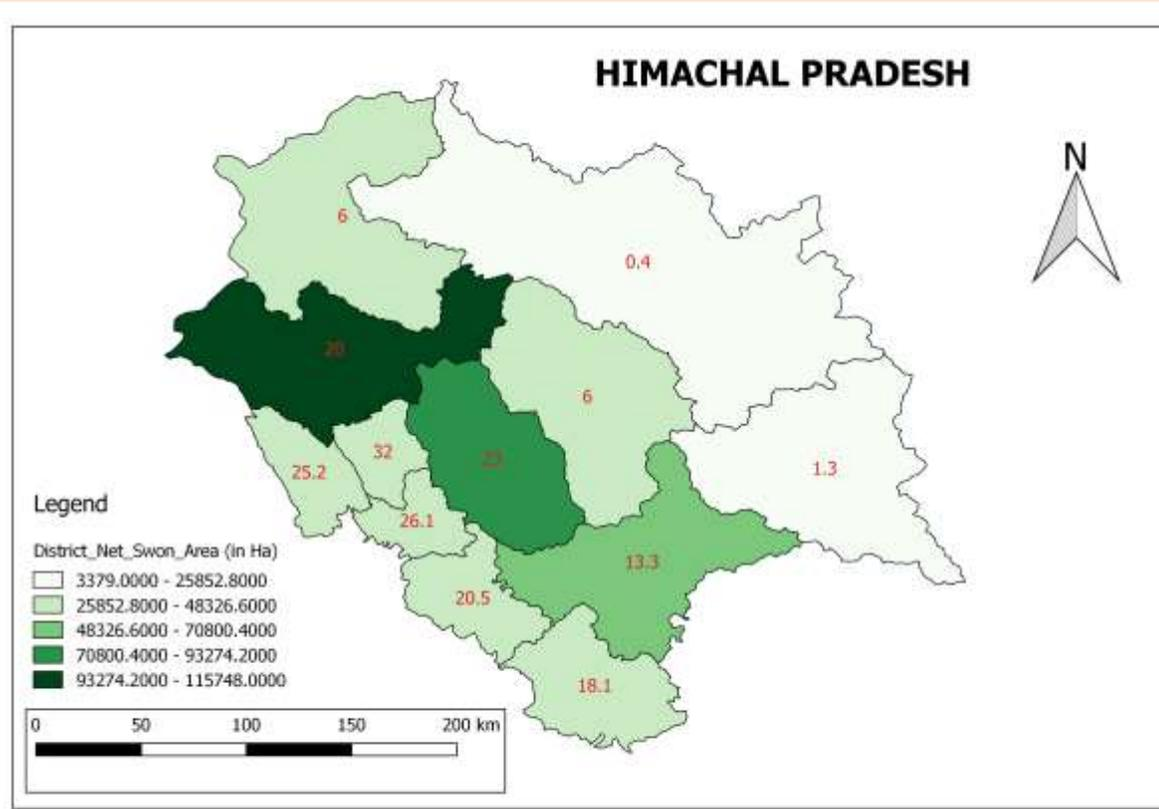 HIMACHAL PRADESH
N
6
0.4
20
6
32
25.2
23
1.3
26.1
13.3
20.5
18.1
Legend
District_Net_Swon_Area (in Ha)
3379.0000 - 25852.8000
25852.8000 - 48326.6000
48326.6000 - 70800.4000
70800.4000 - 93274.2000
93274.2000 - 115748.0000
0 50 100 150 200 km